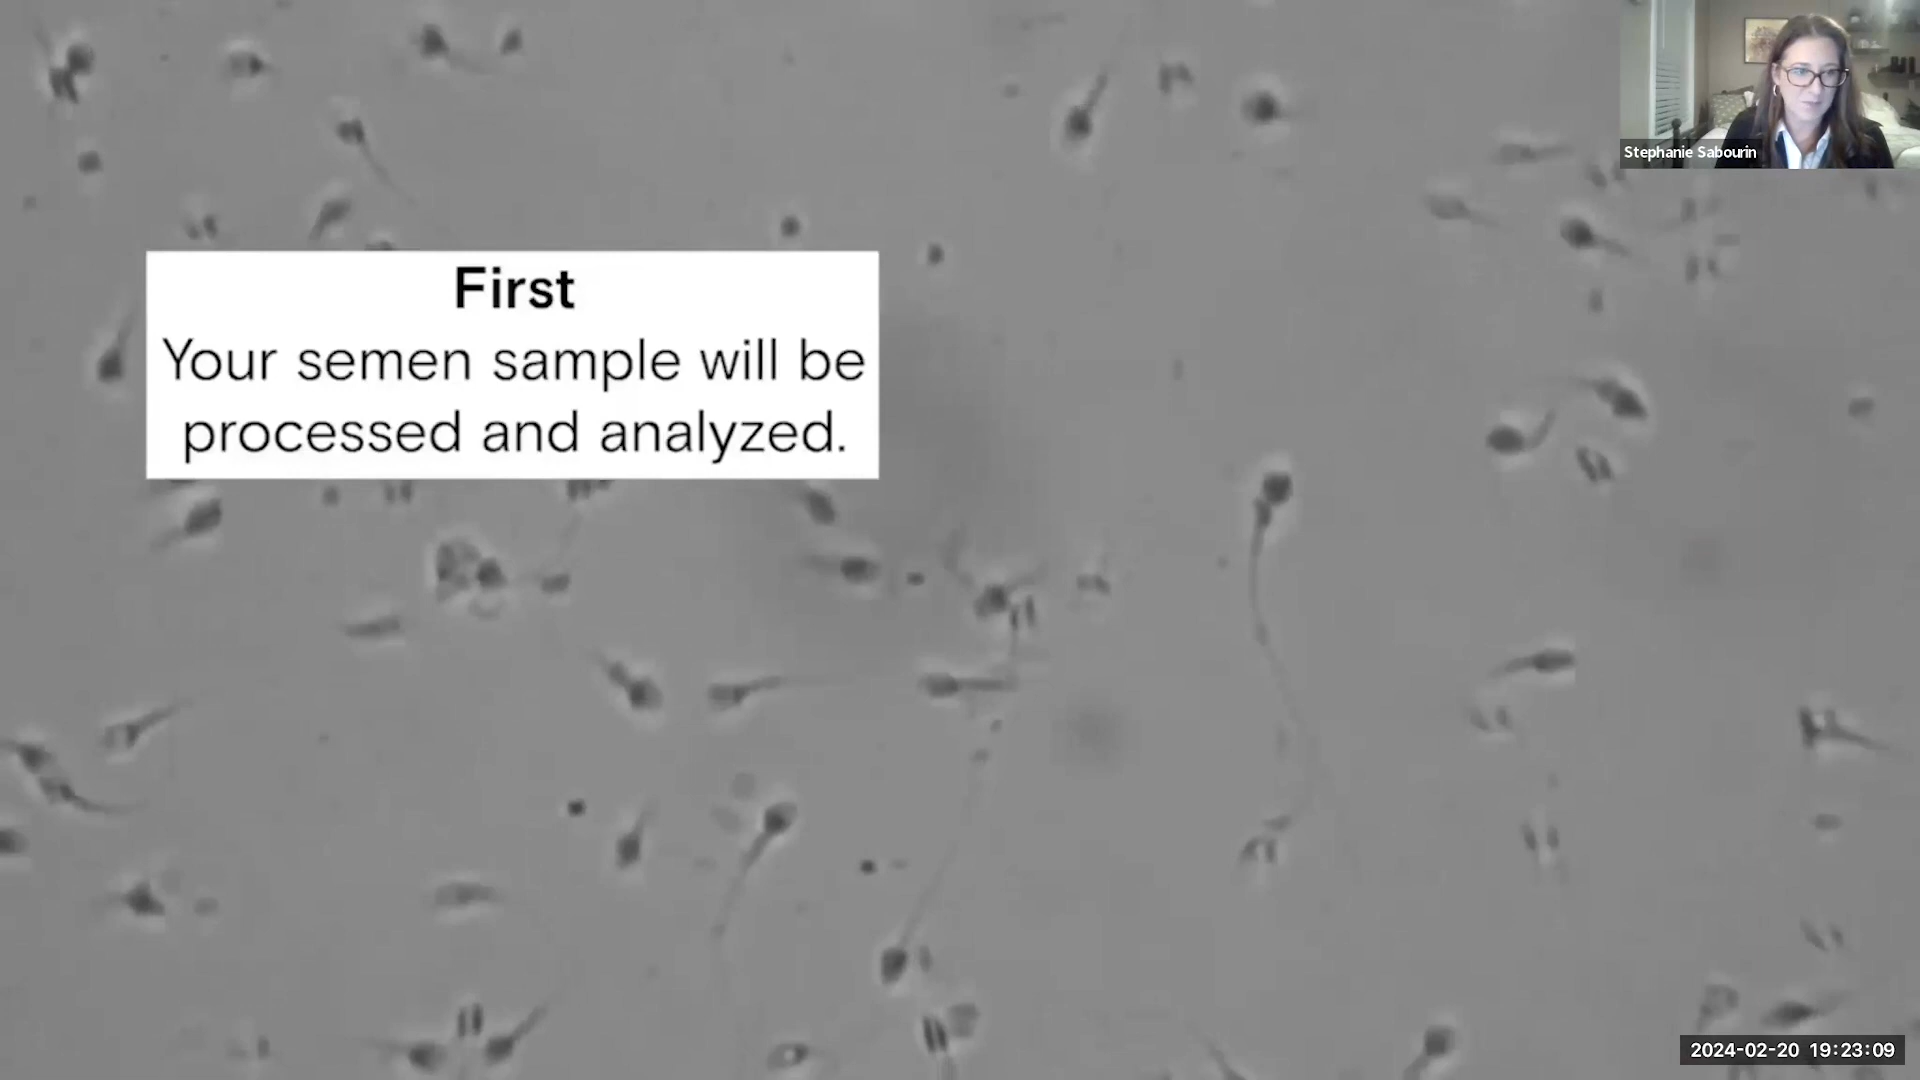 Stephanie Sabourin
First
Your semen sample will be
processed and analyzed.
2024-02-20 19:23:09